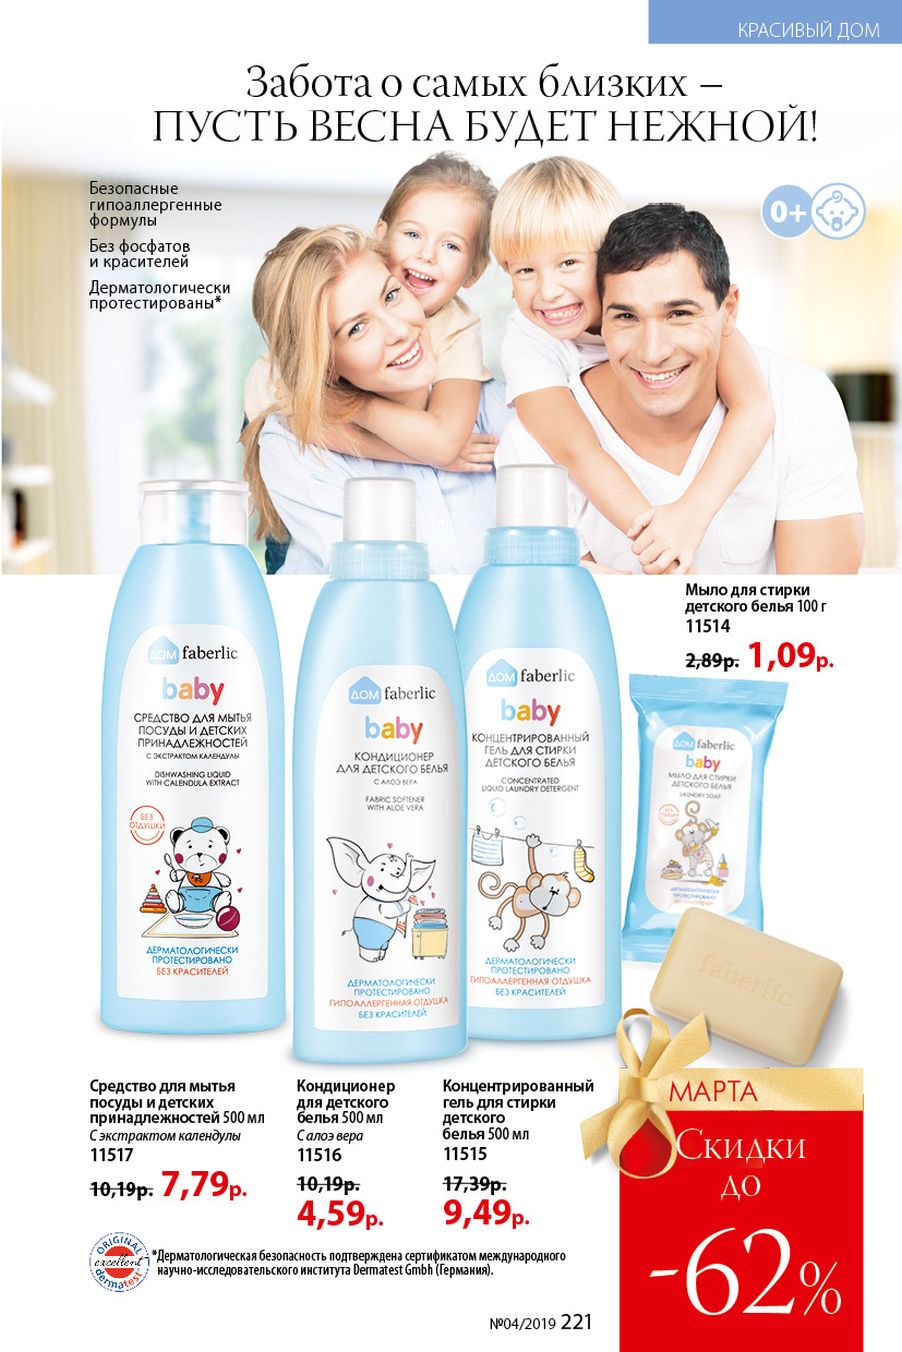 КРАСИВЫЙ ДОМ
Забота о самых близких –
ПУСТЬ ВЕСНА БУДЕТ НЕЖНОЙ!
Безопасные
гипоаллергенные
формулы
Без фосфатов
и красителей
Дерматологически
протестированы*
0+
Мыло для стирки
детского белья 100 г
11514
2,89р. 1,09р.
ДОМ faberlic
baby
СРЕДСТВО ДЛЯ МЫТЬЯ
ПОСУДЫ И ДЕТСКИХ
ПРИНАДЛЕЖНОСТЕЙ
С ЭКСТРАКТОМ КАЛЕНДУЛЫ
DISHWASHING LIQUID
WITH CALENDULA EXTRACT
БЕЗ
ОТДУШКИ
ДЕРМАТОЛОГИЧЕСКИ
ПРОТЕСТИРОВАНО
БЕЗ КРАСИТЕЛЕЙ
ДОМ faberlic
baby
КОНДИЦИОНЕР
ДЛЯ ДЕТСКОГО БЕЛЬЯ
С АЛОЭ ВЕРА
FABRIC SOFTENER
WITH ALOE VERA
ДЕРМАТОЛОГИЧЕСКИ
ПРОТЕСТИРОВАНО
ГИПОАЛЛЕРГЕННАЯ ОТДУШКА
БЕЗ КРАСИТЕЛЕЙ
ДОМ faberlic
baby
КОНЦЕНТРИРОВАННЫЙ
ГЕЛЬ ДЛЯ СТИРКИ
ДЕТСКОГО БЕЛЬЯ
CONCENTRATED
LIQUID LAUNDRY DETERGENT
ДЕРМАТОЛОГИЧЕСКИ
ПРОТЕСТИРОВАНО
ГИПОАЛЛЕРГЕННАЯ ОТДУШКА
БЕЗ КРАСИТЕЛЕЙ
ДОМ faberlic
baby
МЫЛО ДЛЯ СТИРКИ
ДЕТСКОГО БЕЛЬЯ
LAUNDRY SOAP
ДЕРМАТОЛОГИЧЕСКИ
ПРОТЕСТИРОВАНО
БЕЗ КРАСИТЕЛЕЙ
faberlic
Средство для мытья
посуды и детских
принадлежностей 500 мл
С экстрактом календулы
11517
10,19р. 7,79р.
Кондиционер
для детского
белья 500 мл
С алоэ вера
11516
10,19р.
4,59р.
Концентрированный
гель для стирки
детского
белья 500 мл
11515
17,39р.
9,49р.
МАРТА
Скидки
до
-62%
ORIGINAL
excellent
dermatest
*Дерматологическая безопасность подтверждена сертификатом международного
научно-исследовательского института Dermatest Gmbh (Германия).
№04/2019 221